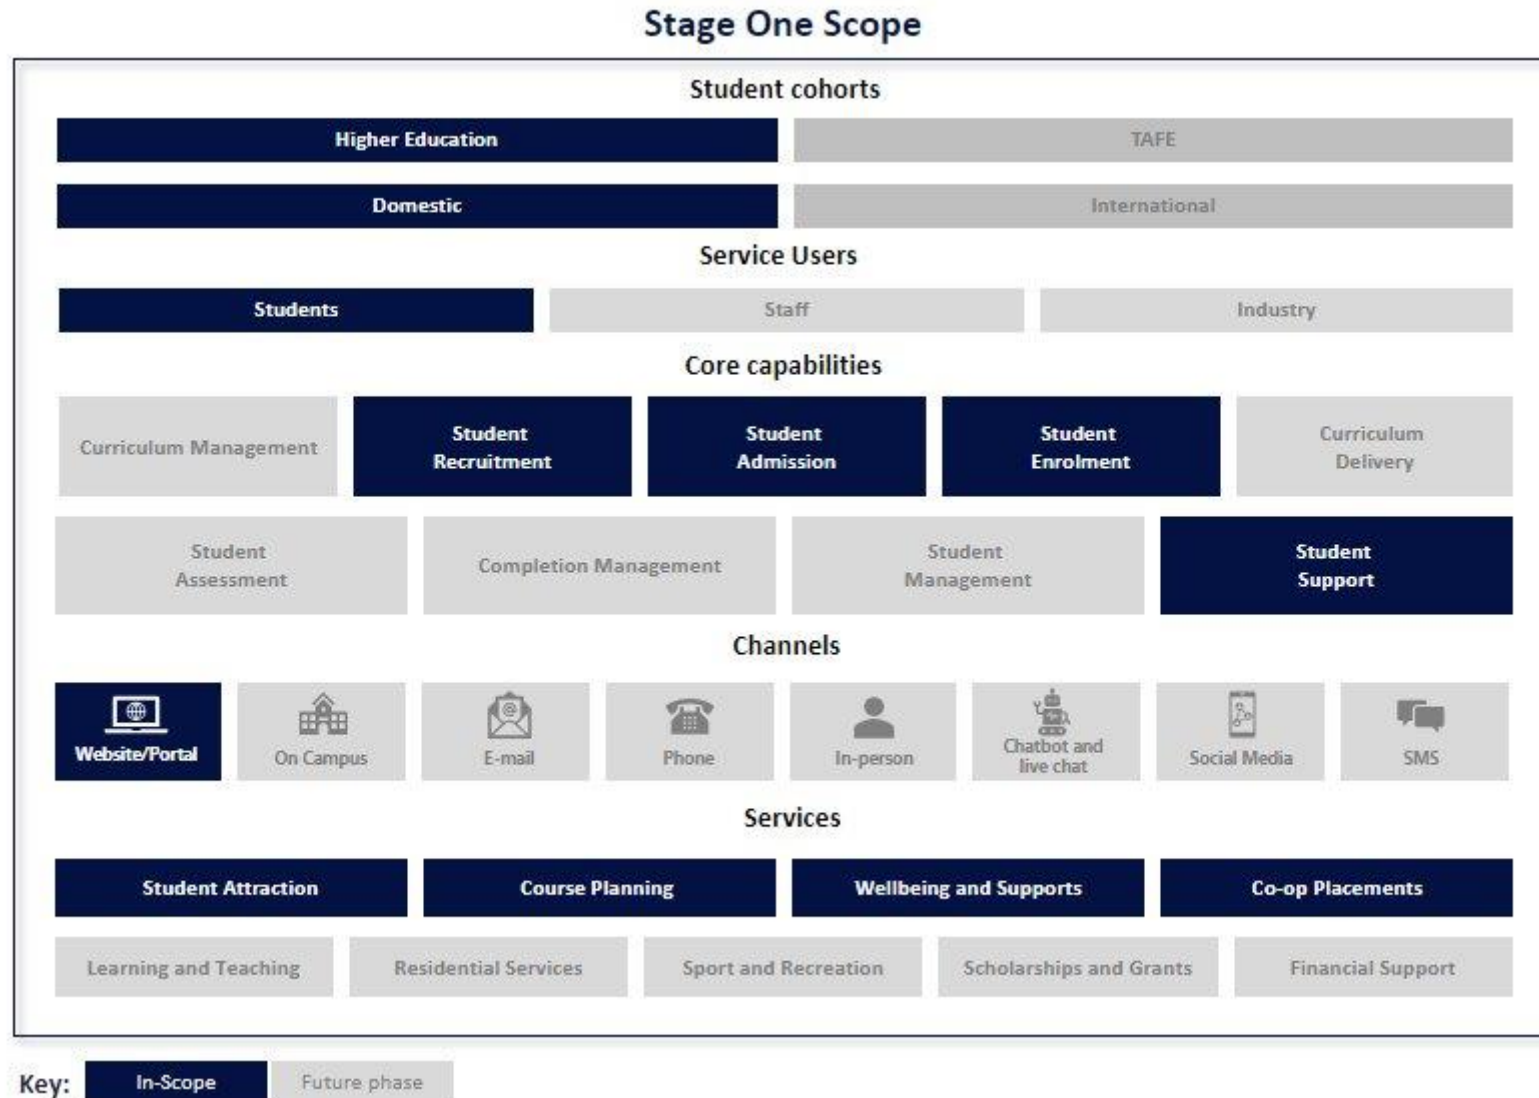 Stage One Scope
Student cohorts
Higher Education
TAFE
Domestic
International
Service Users
Students
Staff
Industry
Core capabilities
Curriculum Management
Student
Recruitment
Student
Admission
Student
Enrolment
Curriculum
Delivery
Student
Assessment
Completion Management
Student
Management
Student
Support
Channels
Website/Portal
On Campus
E-mail
Phone
In-person
Chatbot and
live chat
Social Media
SMS
Services
Student Attraction
Course Planning
Wellbeing and Supports
Co-op Placements
Learning and Teaching
Residential Services
Sport and Recreation
Scholarships and Grants
Financial Support
Key:
In-Scope
Future phase